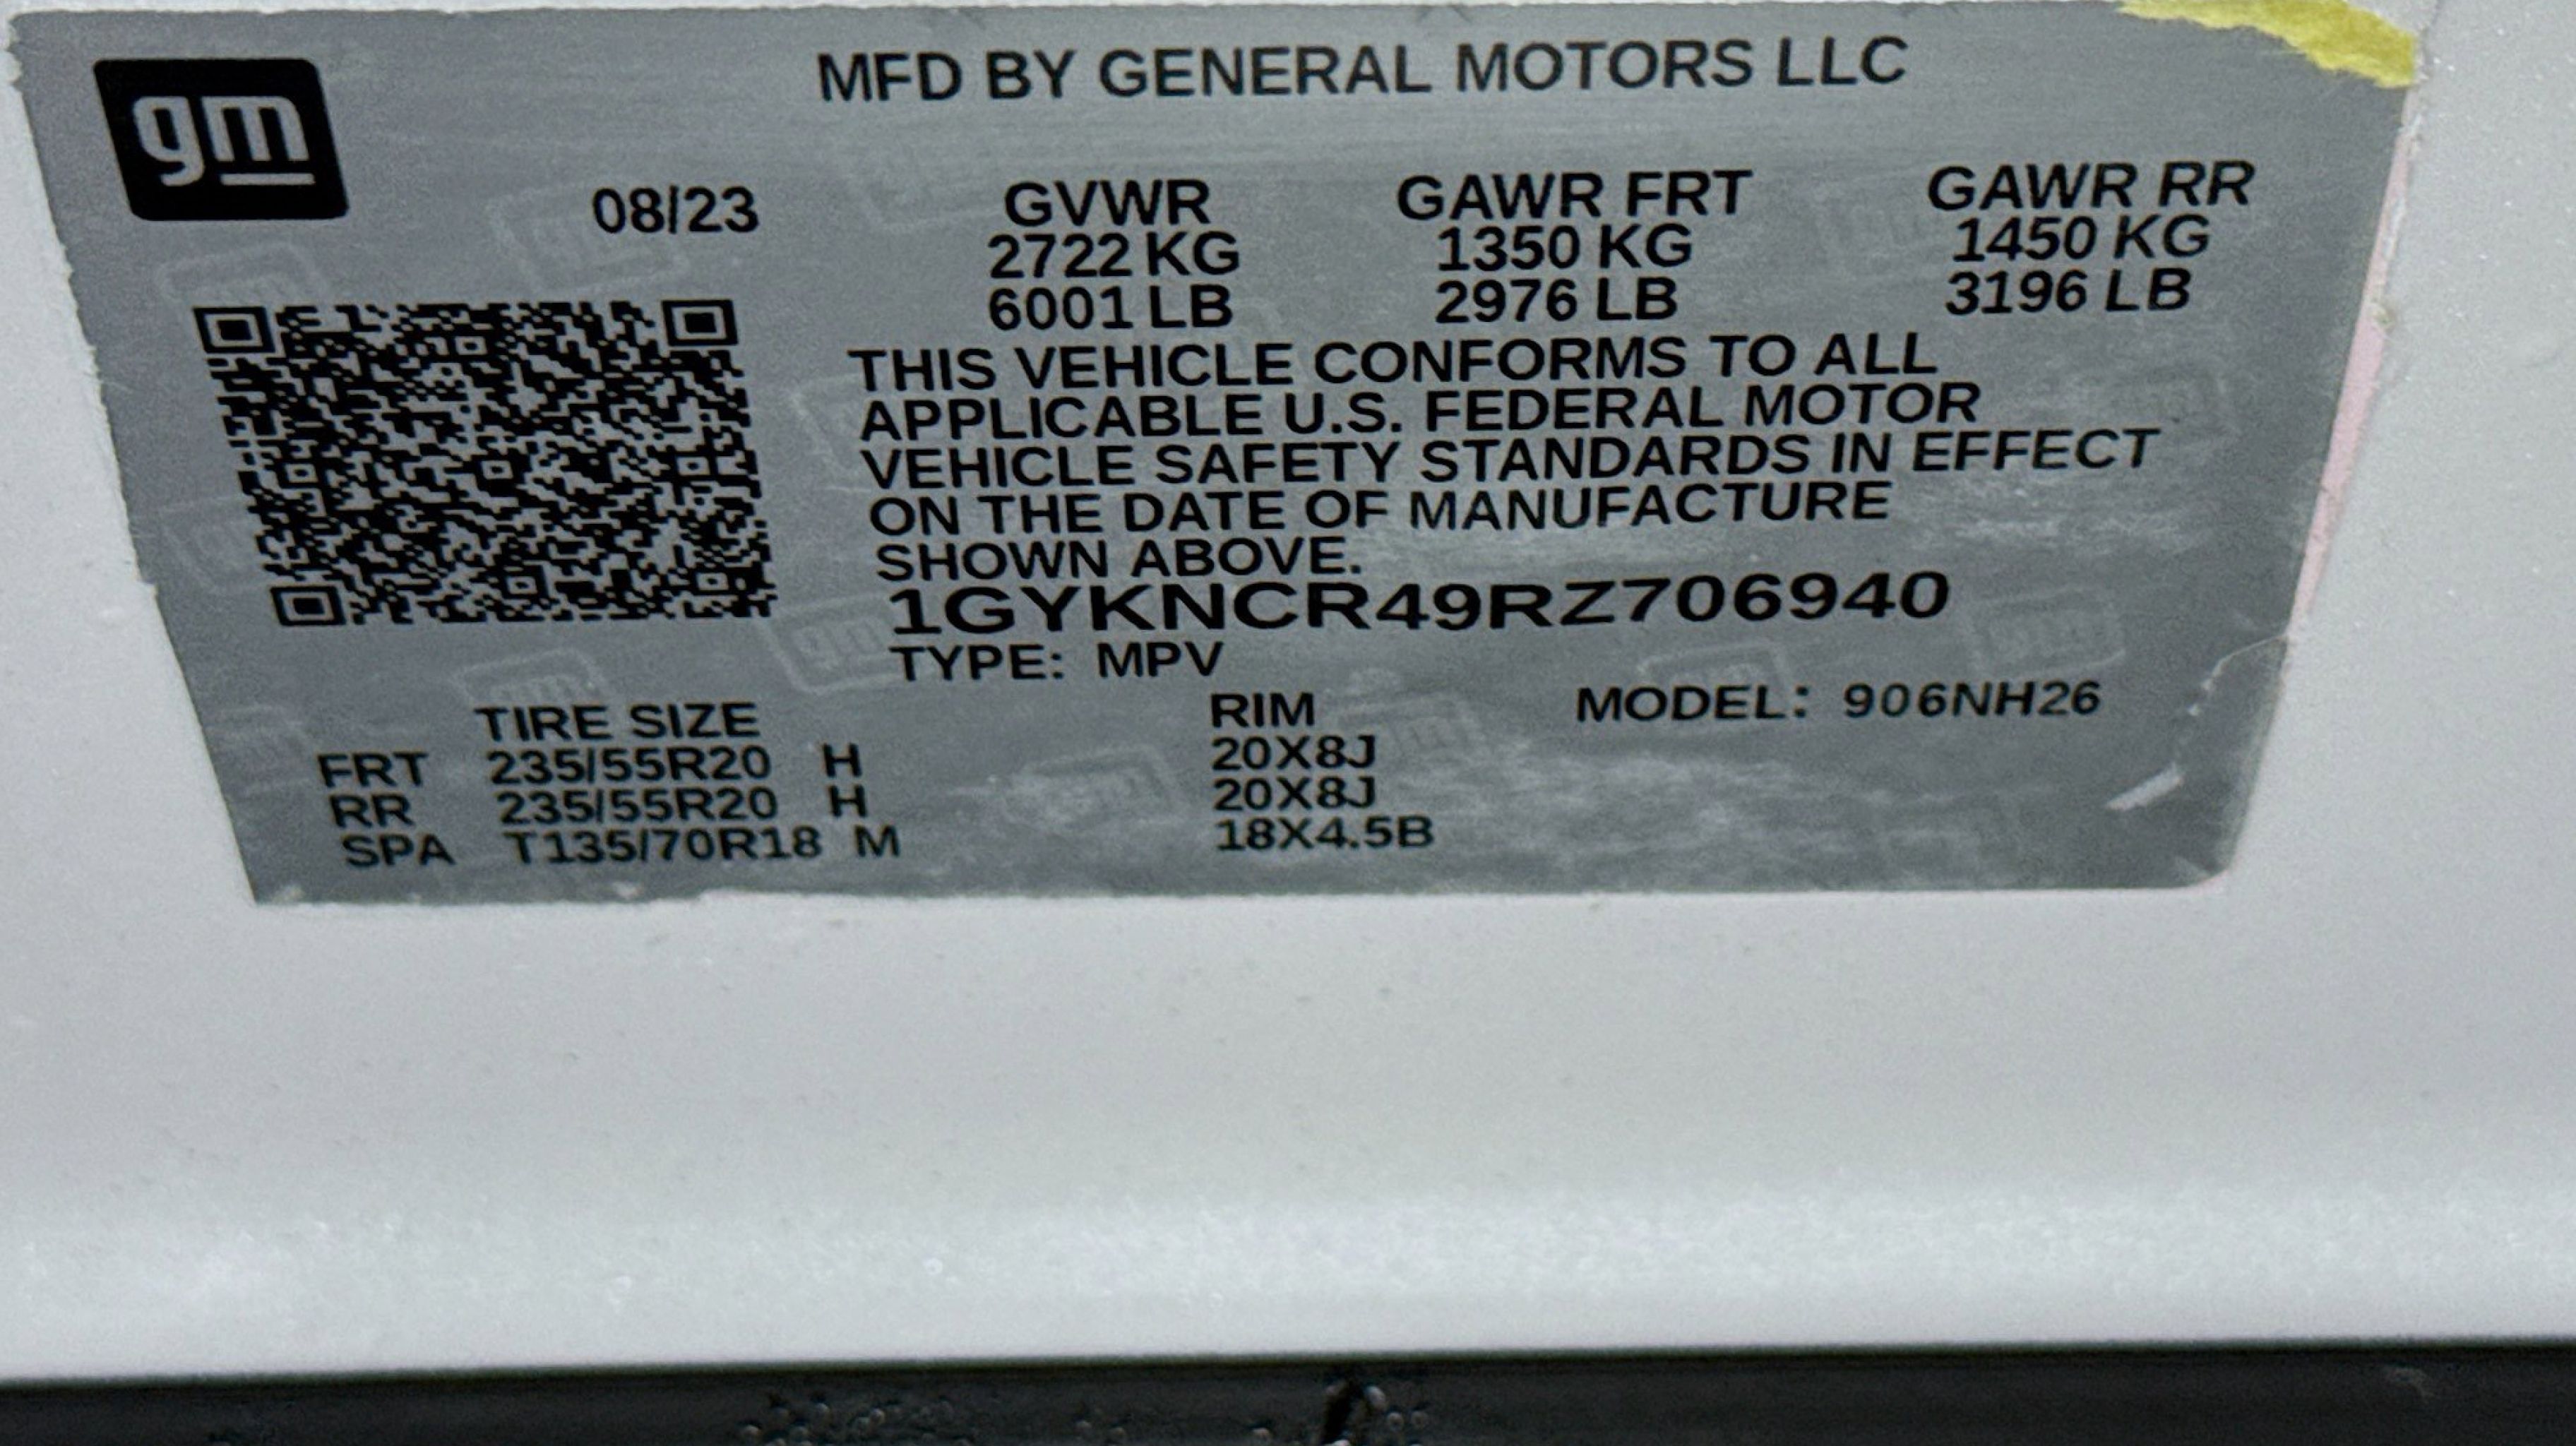 gm
MFD BY GENERAL MOTORS LLC
08/23 GVWR GAWR FRT GAWR RR
2722 KG 1350 KG 1450 KG
6001 LB 2976 LB 3196 LB
THIS VEHICLE CONFORMS TO ALL
APPLICABLE U.S. FEDERAL MOTOR
VEHICLE SAFETY STANDARDS IN EFFECT
ON THE DATE OF MANUFACTURE
SHOWN ABOVE.
1GYKNCR49RZ706940
TYPE: MPV
TIRE SIZE RIM MODEL: 906NH26
FRT 235/55R20 H 20X8J
RR 235/55R20 H 20X8J
SPA T135/70R18 M 18X4.5B